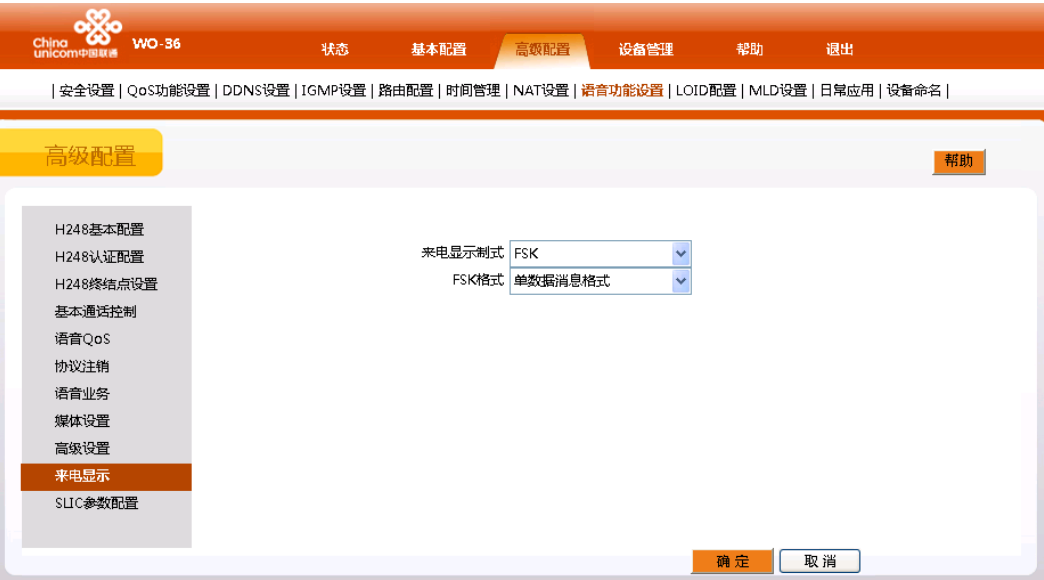 China
unicom中国联通 WO-36
状态 基本配置 高级配置 设备管理 帮助 退出
| 安全设置 | QoS功能设置 | DDNS设置 | IGMP设置 | 路由配置 | 时间管理 | NAT设置 | 语音功能设置 | LOID配置 | MLD设置 | 日常应用 | 设备命名 |
高级配置
帮助
H248基本配置
H248认证配置
H248终结点设置
基本通话控制
语音QoS
协议注销
语音业务
媒体设置
高级设置
来电显示
SLIC参数配置
来电显示制式 FSK
FSK格式 单数据消息格式
确定 取消